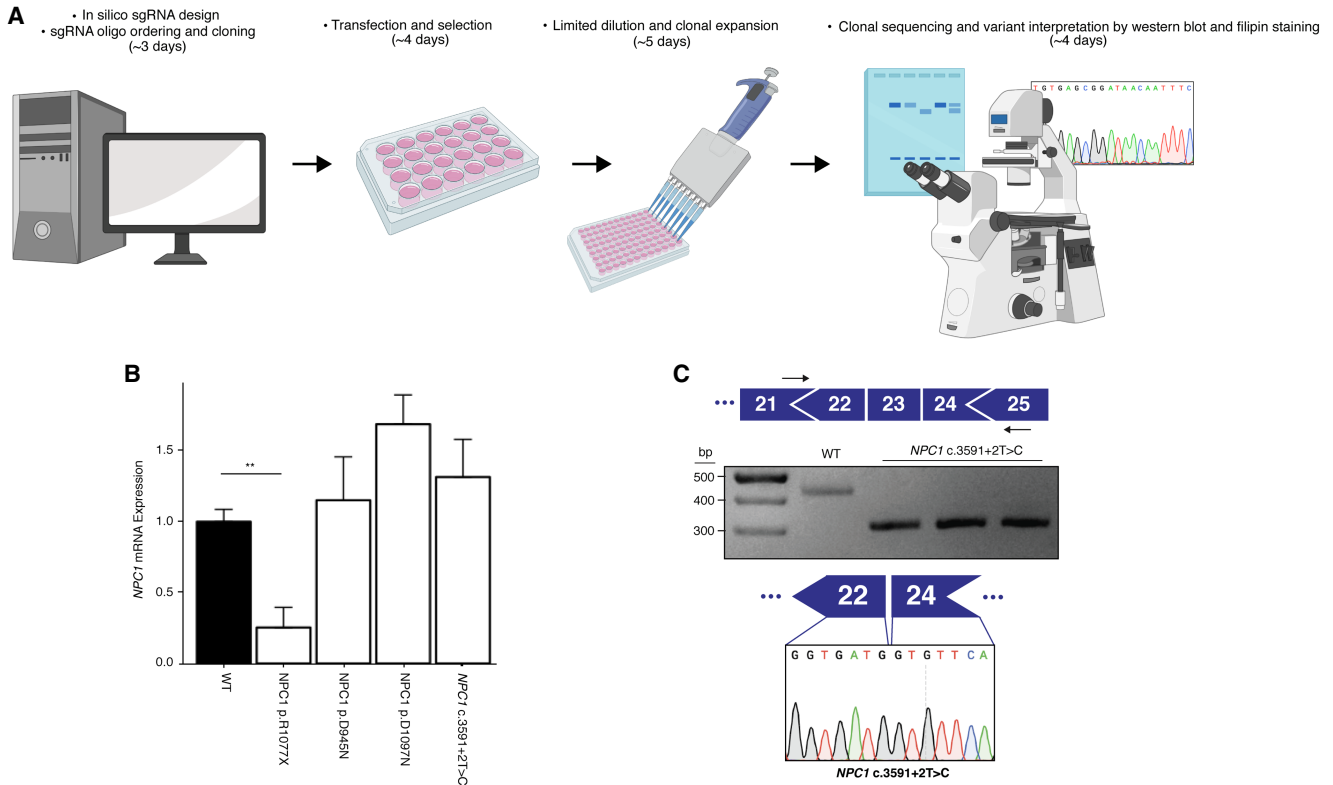 A
• In silico sgRNA design
• sgRNA oligo ordering and cloning
(~3 days)
• Transfection and selection
(~4 days)
• Limited dilution and clonal expansion
(~5 days)
• Clonal sequencing and variant interpretation by western blot and filipin staining
(~4 days)
TGTGAGCGGATAACAATTTC
B
NPC1 mRNA Expression
1.5
1.0
0.5
0.0
**
WT
NPC1 p.R1077X
NPC1 p.D945N
NPC1 p.D1097N
NPC1 c.3591+2T>C
C
••• 21 22 23 24 25
bp
WT
NPC1 c.3591+2T>C
500
400
300
••• 22 24 •••
GGTGATGGTGTTCA
NPC1 c.3591+2T>C